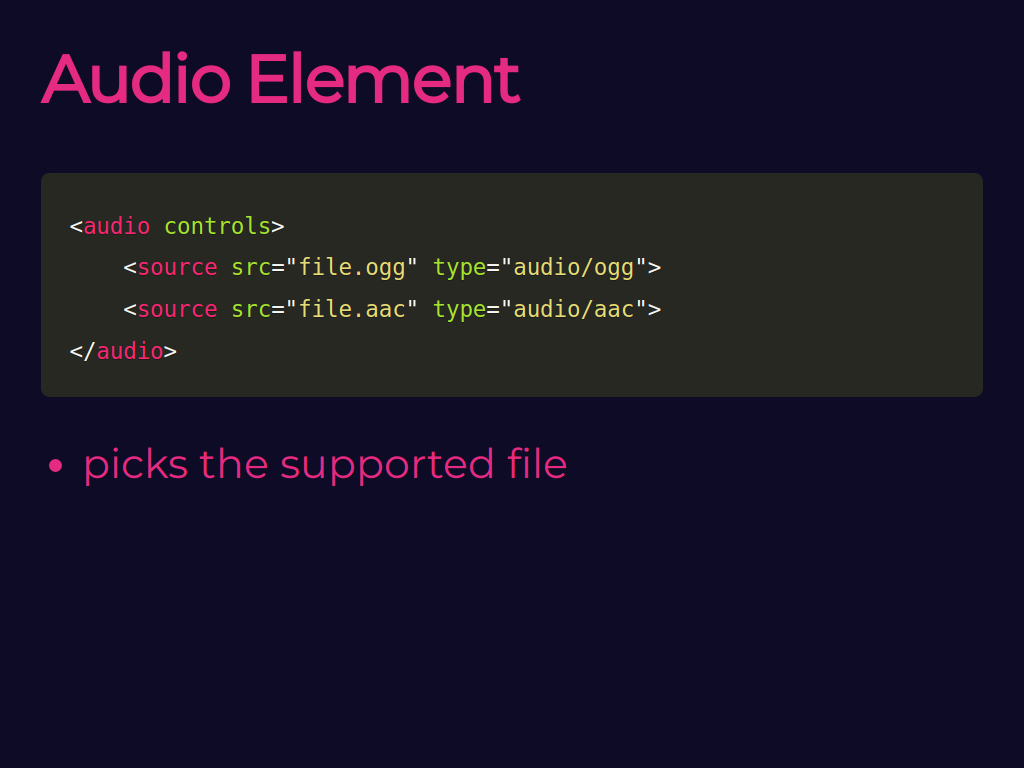 Audio Element
<audio controls>
    <source src="file.ogg" type="audio/ogg">
    <source src="file.aac" type="audio/aac">
</audio>
• picks the supported file